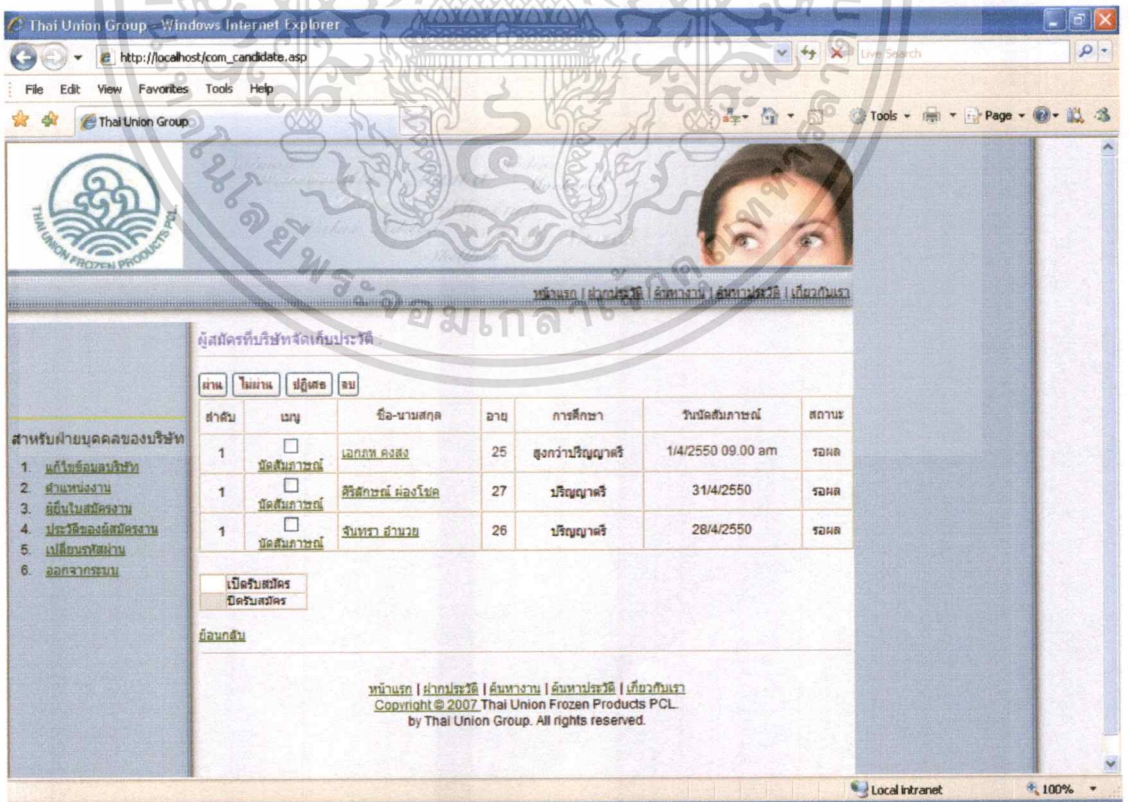 Thai Union Group - Windows Internet Explorer
http://localhost/com_candidate.asp
Live Search
File Edit View Favorites Tools Help
Thai Union Group
Tools Page
THAI UNION FROZEN PRODUCTS PCL.
หน้าแรก | ฝากประวัติ | ค้นหางาน | ค้นหาประวัติ | เกี่ยวกับเรา
ผู้สมัครที่บริษัทจัดเก็บประวัติ :
ผ่าน ไม่ผ่าน ปฏิเสธ ลบ
ลำดับ เมนู ชื่อ-นามสกุล อายุ การศึกษา วันนัดสัมภาษณ์ สถานะ
1 นัดสัมภาษณ์ เอกภพ คงสง 25 สูงกว่าปริญญาตรี 1/4/2550 09.00 am รอผล
1 นัดสัมภาษณ์ ศิริลักษณ์ ผ่องโชค 27 ปริญญาตรี 31/4/2550 รอผล
1 นัดสัมภาษณ์ จันทรา อำนวย 26 ปริญญาตรี 28/4/2550 รอผล
สำหรับฝ่ายบุคคลของบริษัท
1. แก้ไขข้อมูลบริษัท
2. ตำแหน่งงาน
3. ผู้ยื่นใบสมัครงาน
4. ประวัติของผู้สมัครงาน
5. เปลี่ยนรหัสผ่าน
6. ออกจากระบบ
เปิดรับสมัคร
ปิดรับสมัคร
ย้อนกลับ
หน้าแรก | ฝากประวัติ | ค้นหางาน | ค้นหาประวัติ | เกี่ยวกับเรา
Copyright © 2007 Thai Union Frozen Products PCL.
by Thai Union Group. All rights reserved.
Local intranet 100%